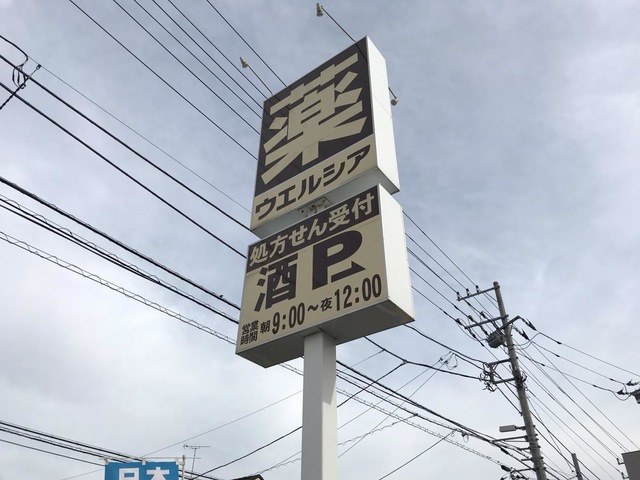 薬
ウエルシア
処方せん受付
酒 P
営業時間 朝9:00～夜12:00